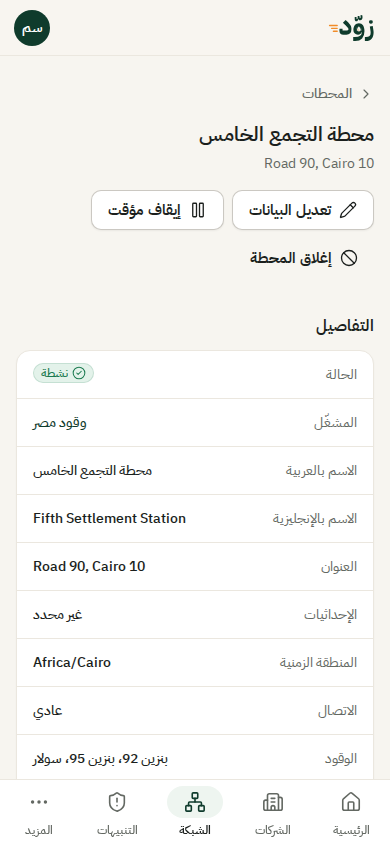 زوّد
سم
المحطات
محطة التجمع الخامس
Road 90, Cairo 10
تعديل البيانات
إيقاف مؤقت
إغلاق المحطة
التفاصيل
الحالة نشطة
المشغّل وقود مصر
الاسم بالعربية محطة التجمع الخامس
الاسم بالإنجليزية Fifth Settlement Station
العنوان Road 90, Cairo 10
الإحداثيات غير محدد
المنطقة الزمنية Africa/Cairo
الاتصال عادي
الوقود بنزين 92، بنزين 95، سولار
الرئيسية الشركات الشبكة التنبيهات المزيد